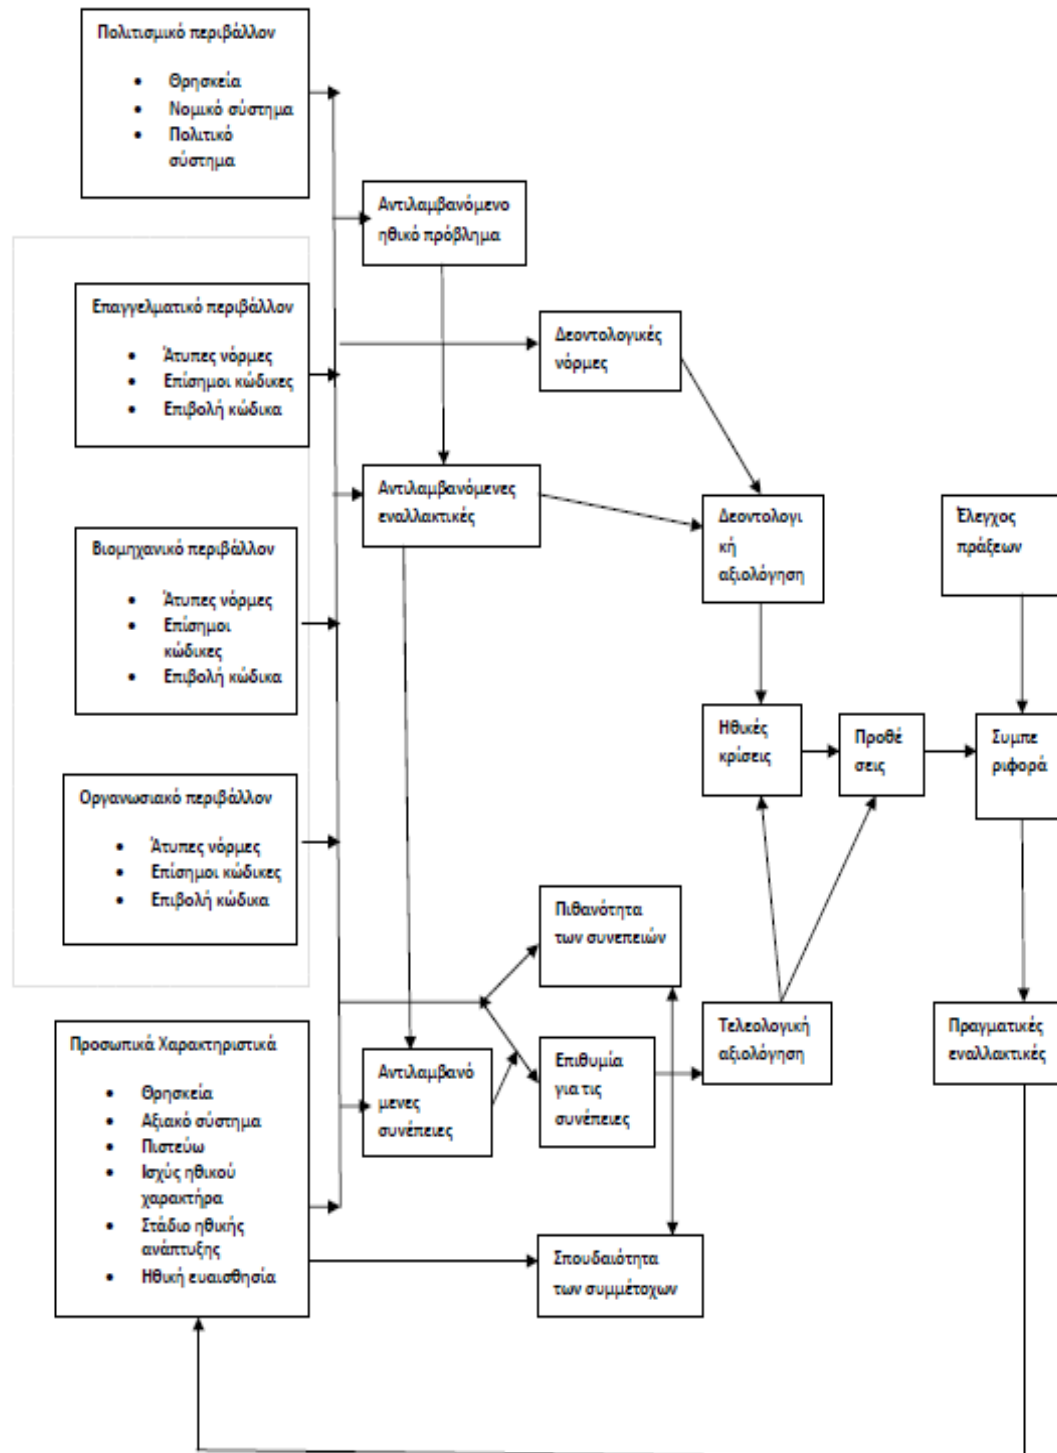 Πολιτισμικό περιβάλλον
• Θρησκεία
• Νομικό σύστημα
• Πολιτικό
σύστημα
Αντιλαμβανόμενο
ηθικό πρόβλημα
Επαγγελματικό περιβάλλον
• Άτυπες νόρμες
• Επίσημοι κώδικες
• Επιβολή κώδικα
Δεοντολογικές
νόρμες
Αντιλαμβανόμενες
εναλλακτικές
Δεοντολογι
κή
αξιολόγηση
Έλεγχος
πράξεων
Βιομηχανικό περιβάλλον
• Άτυπες νόρμες
• Επίσημοι
κώδικες
• Επιβολή κώδικα
Ηθικές
κρίσεις
Προθέ
σεις
Συμπε
ριφορά
Οργανωσιακό περιβάλλον
• Άτυπες νόρμες
• Επίσημοι κώδικες
• Επιβολή κώδικα
Πιθανότητα
των συνεπειών
Τελεολογική
αξιολόγηση
Πραγματικές
εναλλακτικές
Προσωπικά Χαρακτηριστικά
• Θρησκεία
• Αξιακό σύστημα
• Πιστεύω
• Ισχύς ηθικού
χαρακτήρα
• Στάδιο ηθικής
ανάπτυξης
• Ηθική ευαισθησία
Αντιλαμβανό
μενες
συνέπειες
Επιθυμία
για τις
συνέπειες
Σπουδαιότητα
των συμμέτοχων